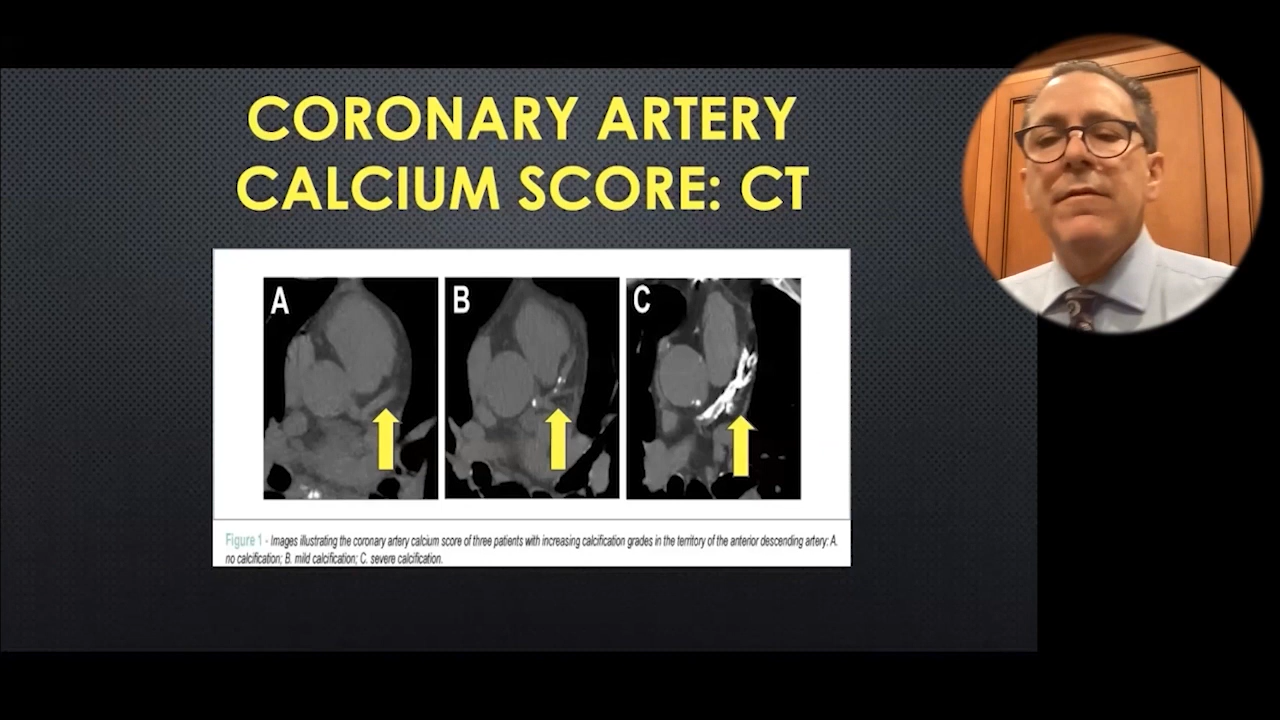 CORONARY ARTERY
CALCIUM SCORE: CT
A
B
C
Figure 1 - Images illustrating the coronary artery calcium score of three patients with increasing calcification grades in the territory of the anterior descending artery: A.
no calcification; B. mild calcification; C. severe calcification.